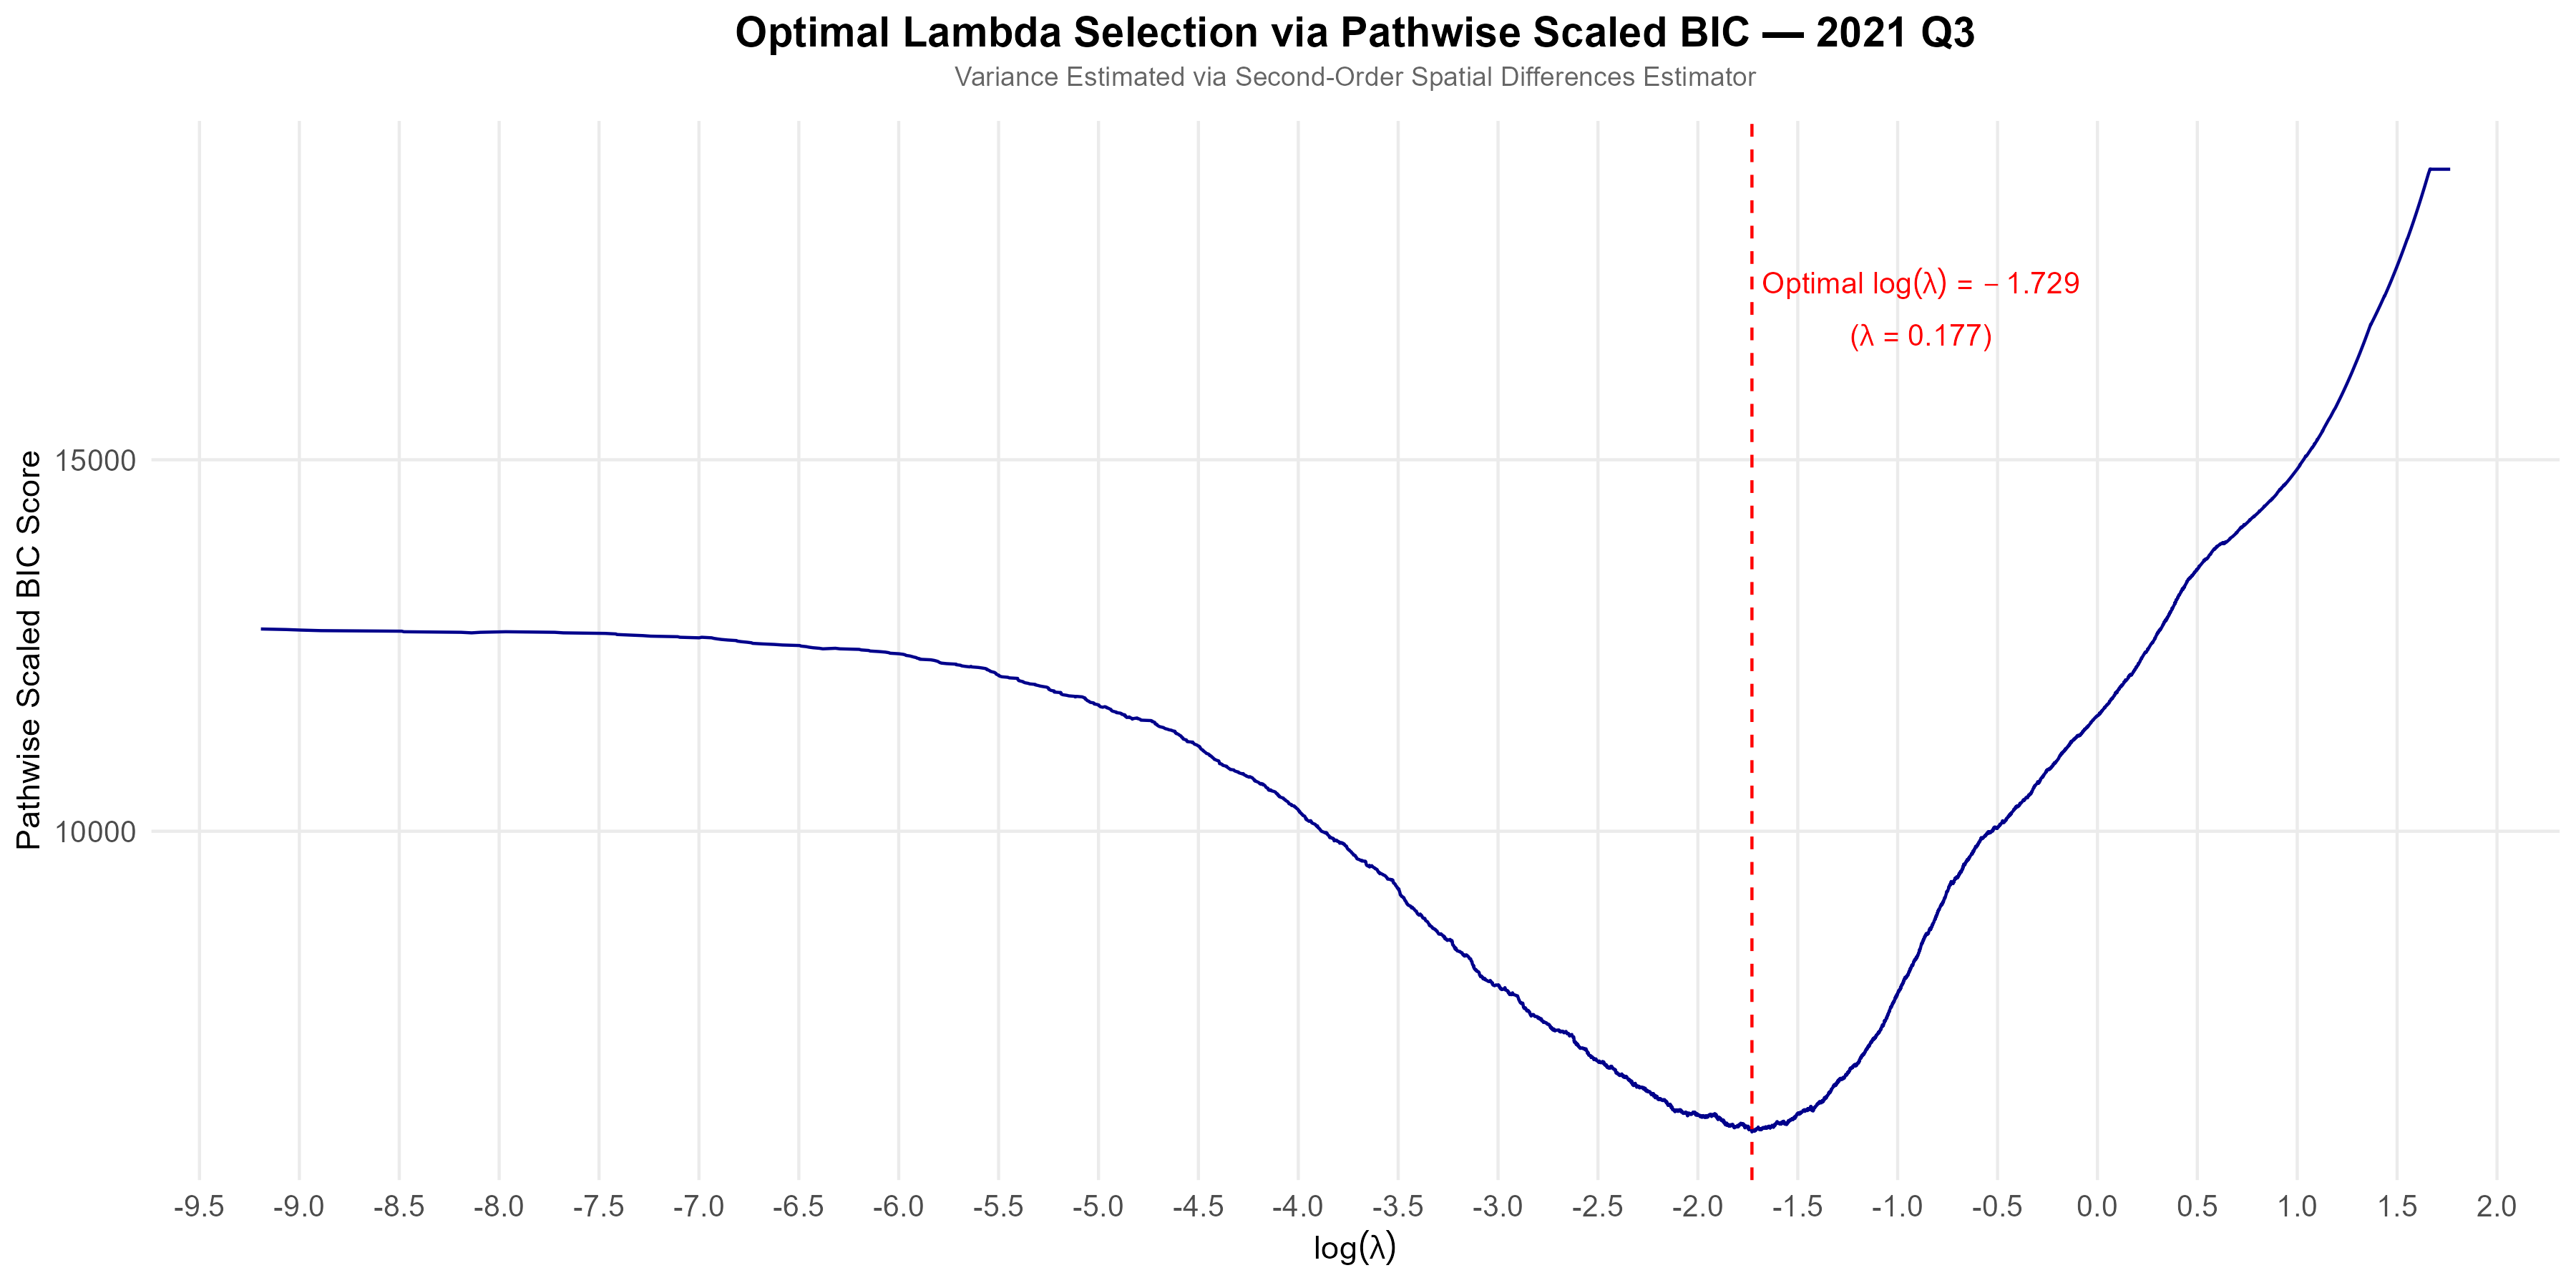 Optimal Lambda Selection via Pathwise Scaled BIC — 2021 Q3
Variance Estimated via Second-Order Spatial Differences Estimator
Optimal log(λ) = − 1.729
(λ = 0.177)
Pathwise Scaled BIC Score
15000
10000
-9.5 -9.0 -8.5 -8.0 -7.5 -7.0 -6.5 -6.0 -5.5 -5.0 -4.5 -4.0 -3.5 -3.0 -2.5 -2.0 -1.5 -1.0 -0.5 0.0 0.5 1.0 1.5 2.0
log(λ)